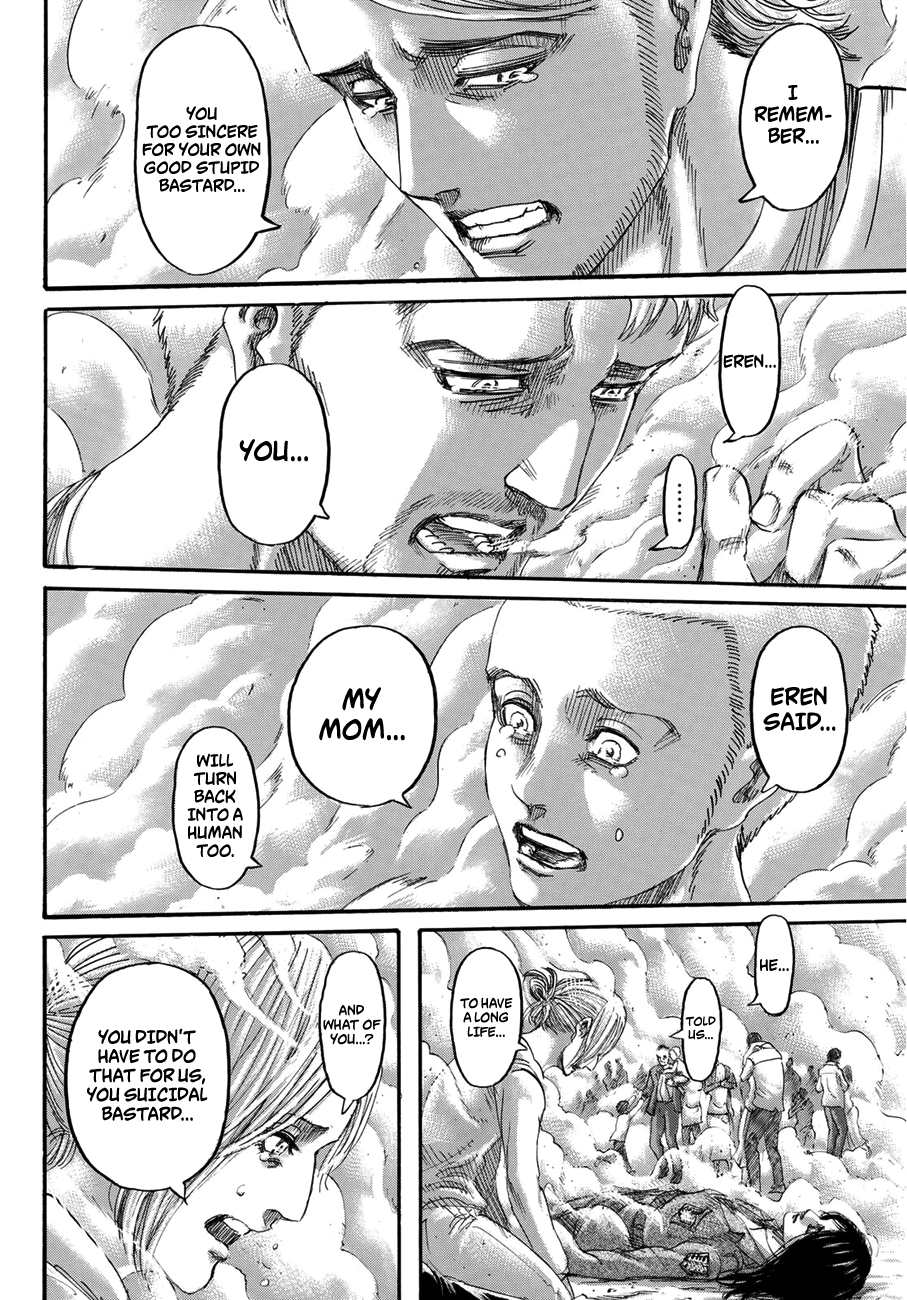 I
REMEM-
BER...
YOU
TOO SINCERE
FOR YOUR OWN
GOOD STUPID
BASTARD...
EREN...
......
YOU...
EREN
SAID...
MY
MOM...
WILL
TURN
BACK
INTO A
HUMAN
TOO.
HE...
TOLD
US...
TO HAVE
A LONG
LIFE...
AND
WHAT OF
YOU...?
YOU DIDN'T
HAVE TO DO
THAT FOR US,
YOU SUICIDAL
BASTARD...